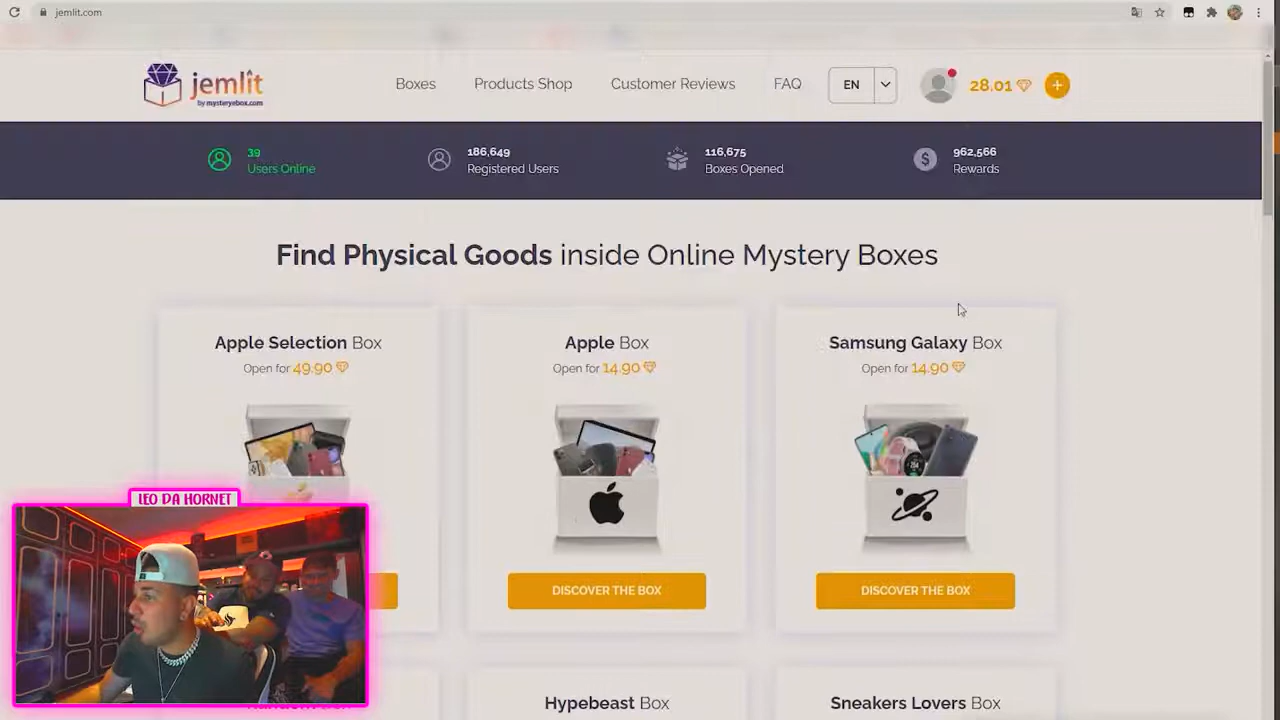 jemlit.com
jemlit
by mysteryebox.com
Boxes
Products Shop
Customer Reviews
FAQ
EN
28.01
39
Users Online
186,649
Registered Users
116,675
Boxes Opened
962,566
Rewards
Find Physical Goods inside Online Mystery Boxes
Apple Selection Box
Open for 49.90
Apple Box
Open for 14.90
Samsung Galaxy Box
Open for 14.90
DISCOVER THE BOX
DISCOVER THE BOX
LEO DA HORNET
Hypebeast Box
Sneakers Lovers Box